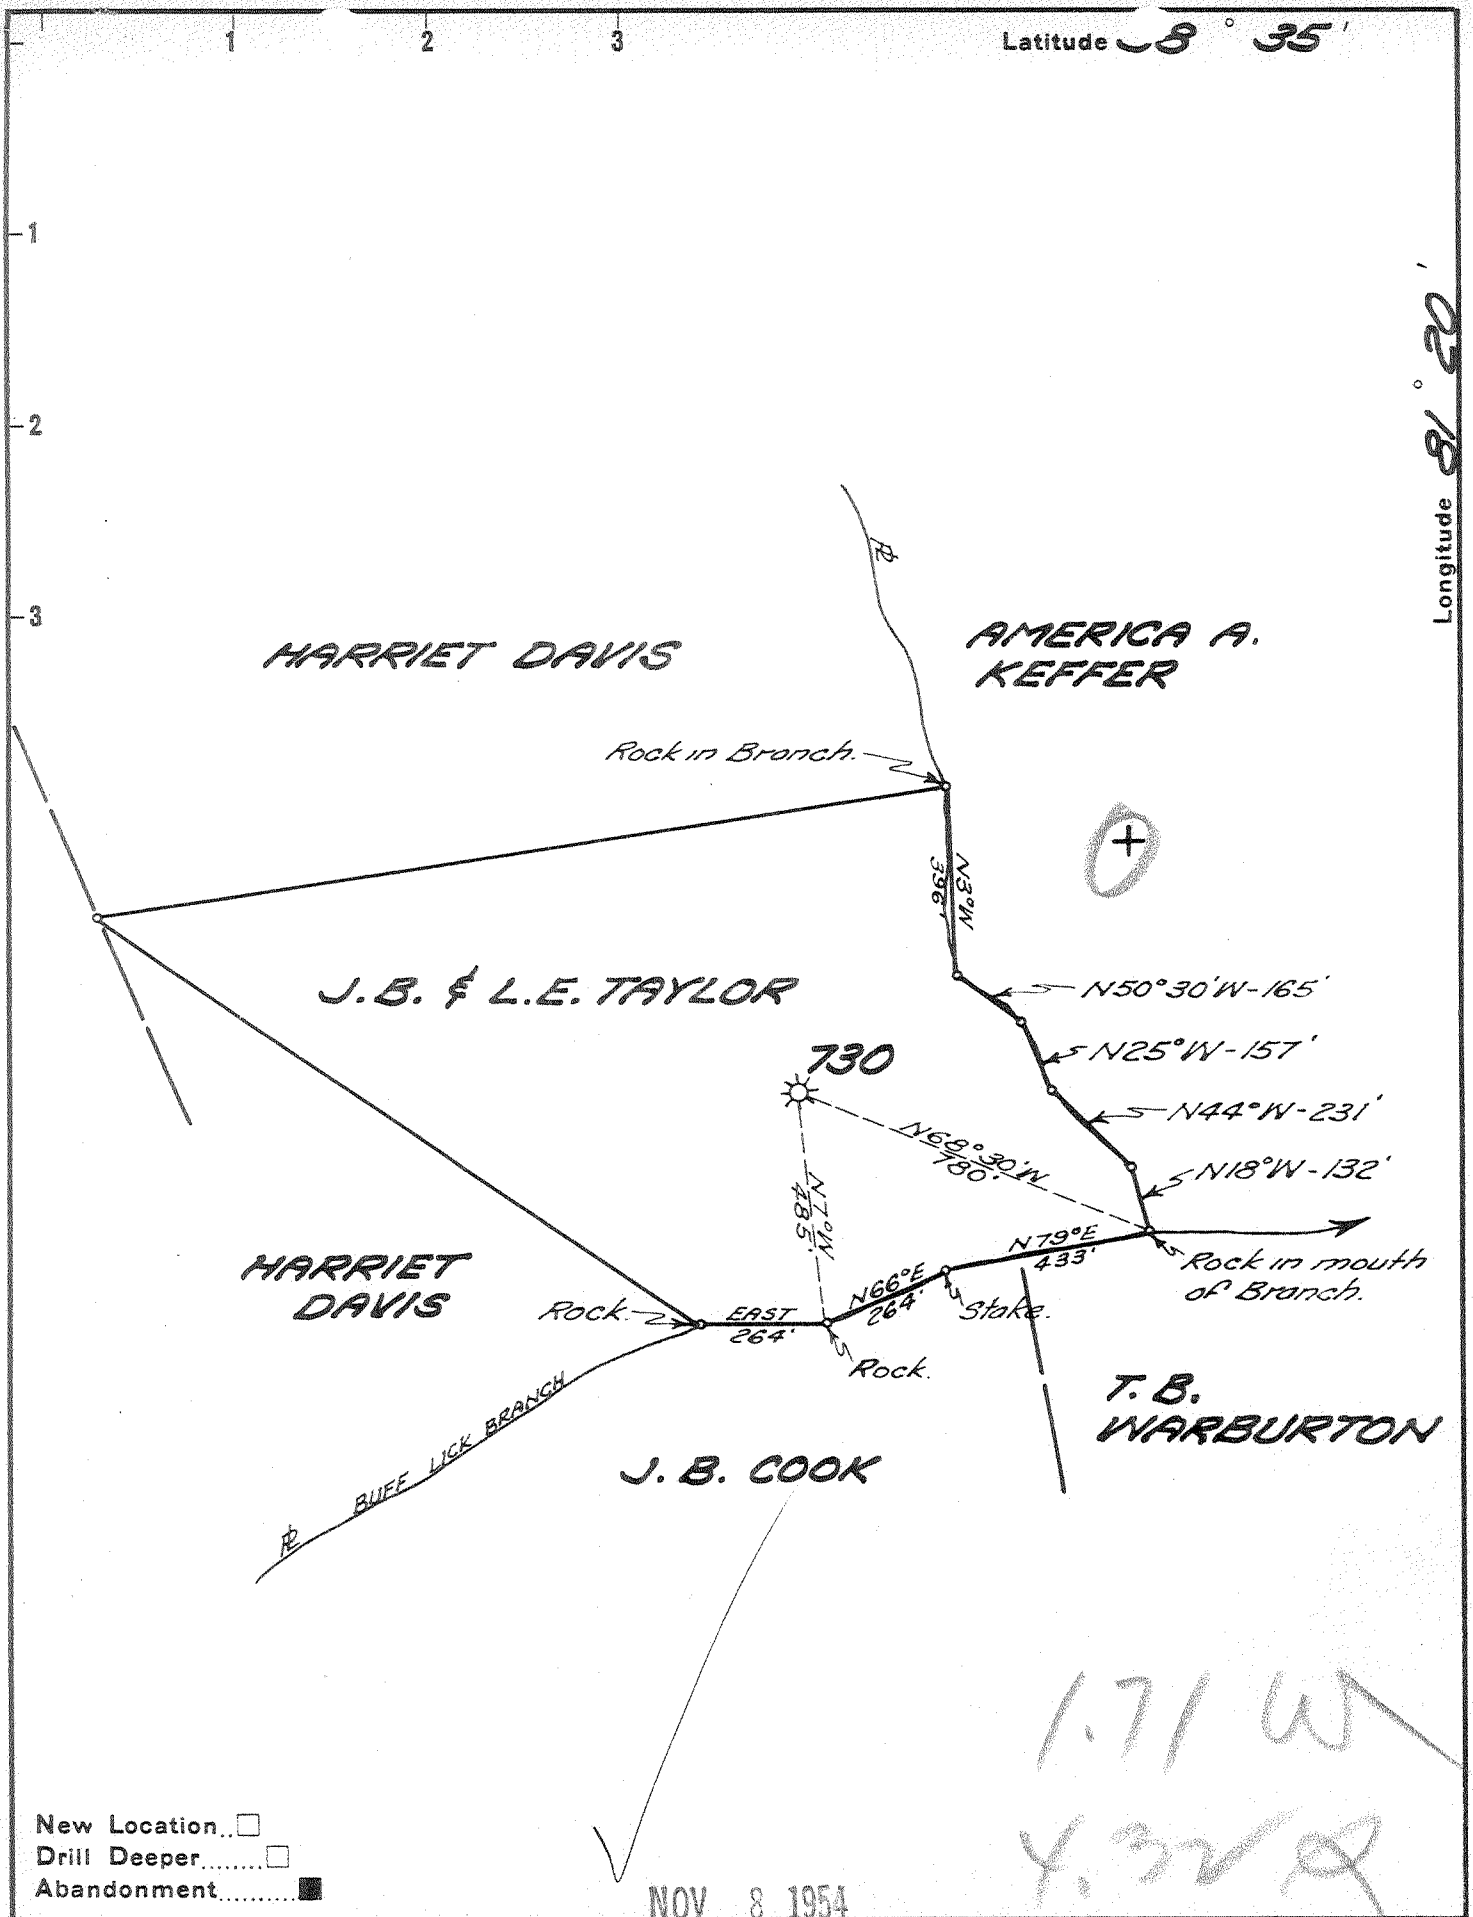 1 2 3 Latitude 8 ° 35'
1
2
3
Longitude 81 ° 20'
℄
HARRIET DAVIS
AMERICA A.
KEFFER
Rock in Branch.
N3°W
396'
J.B. & L.E. TAYLOR
N50°30'W-165'
730
N25°W-157'
N44°W-231'
N68°30'W
780'
N18°W-132'
N7°W
485'
N79°E
433'
Rock in mouth
of Branch.
HARRIET
DAVIS
N66°E
264'
Stake.
Rock.
EAST
264'
Rock.
T. B.
WARBURTON
BUFF LICK BRANCH
J. B. COOK
1.71 W
New Location..□
Drill Deeper........□
Abandonment..........■
NOV 8 1954